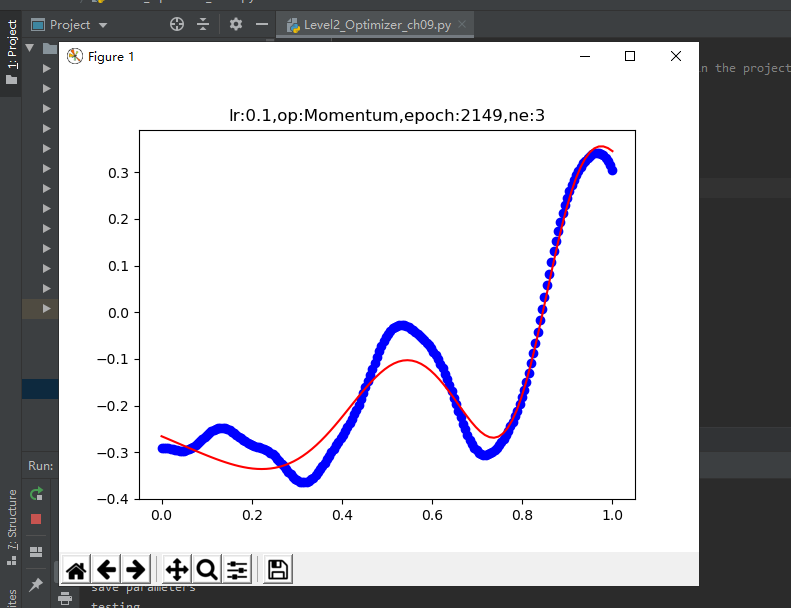 Project
Level2_Optimizer_ch09.py
1: Project
Figure 1
n the project
lr:0.1,op:Momentum,epoch:2149,ne:3
0.3
0.2
0.1
0.0
−0.1
−0.2
−0.3
−0.4
0.0 0.2 0.4 0.6 0.8 1.0
Run:
7: Structure
save parameters
testing